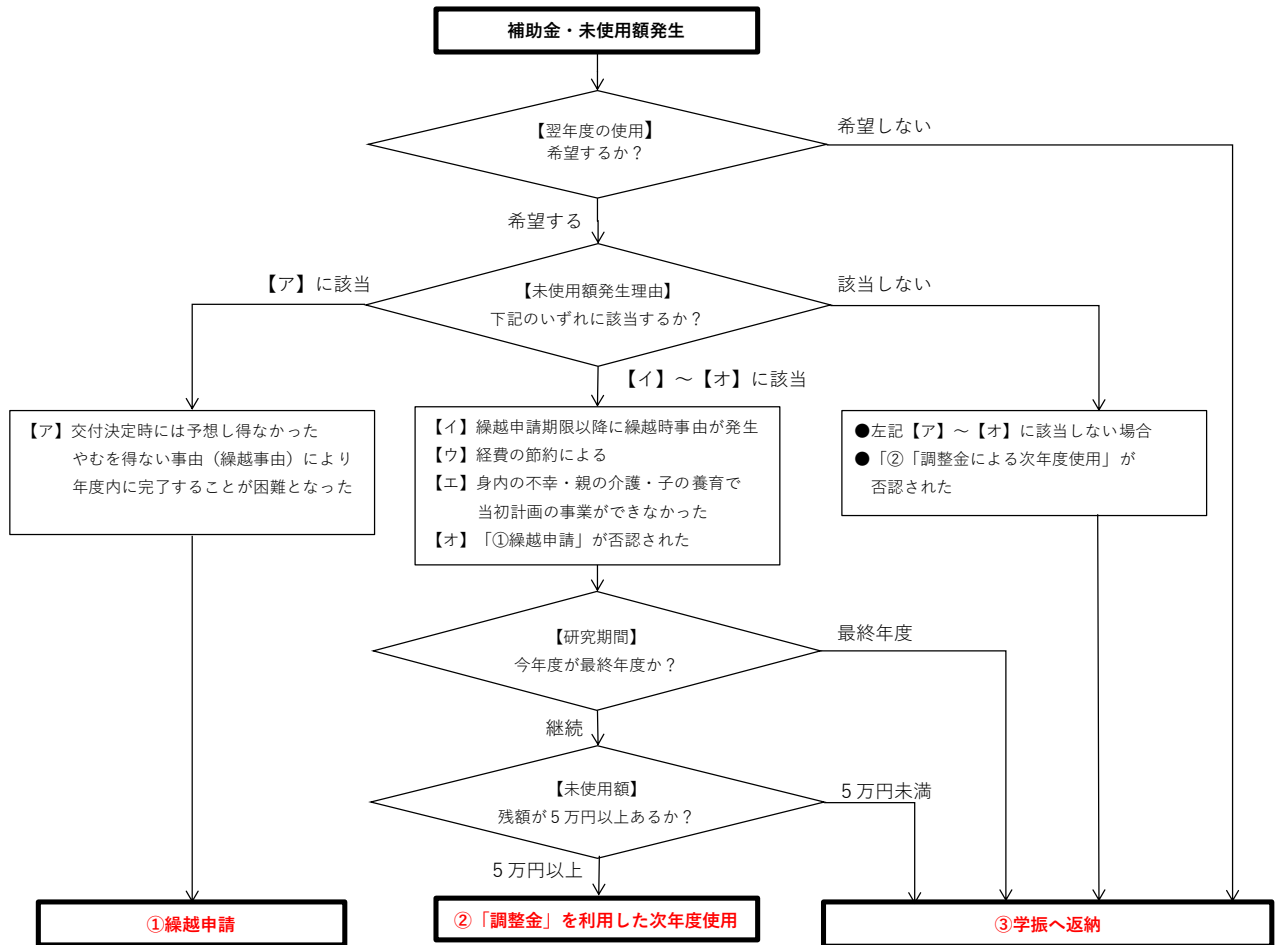 補助金・未使用額発生
【翌年度の使用】
希望するか？
希望しない
希望する
【未使用額発生理由】
下記のいずれに該当するか？
【ア】に該当
該当しない
【イ】～【オ】に該当
【ア】交付決定時には予想し得なかった
やむを得ない事由（繰越事由）により
年度内に完了することが困難となった
【イ】繰越申請期限以降に繰越時事由が発生
【ウ】経費の節約による
【エ】身内の不幸・親の介護・子の養育で
当初計画の事業ができなかった
【オ】「①繰越申請」が否認された
●左記【ア】～【オ】に該当しない場合
●「②「調整金による次年度使用」が
否認された
【研究期間】
今年度が最終年度か？
最終年度
継続
【未使用額】
残額が５万円以上あるか？
５万円未満
５万円以上
①繰越申請
②「調整金」を利用した次年度使用
③学振へ返納